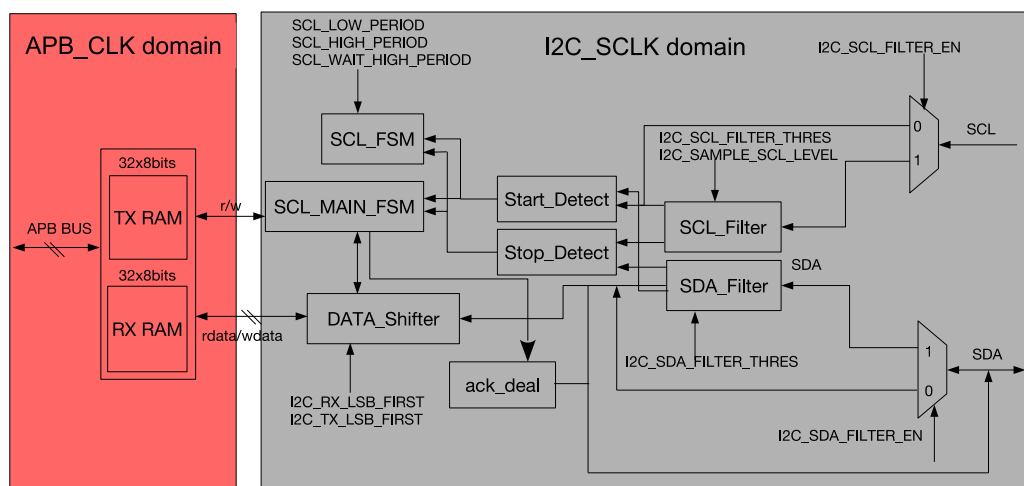 APB_CLK domain
32x8bits
TX RAM
APB BUS
32x8bits
RX RAM
r/w
rdata/wdata
I2C_SCLK domain
SCL_LOW_PERIOD
SCL_HIGH_PERIOD
SCL_WAIT_HIGH_PERIOD
SCL_FSM
SCL_MAIN_FSM
DATA_Shifter
I2C_RX_LSB_FIRST
I2C_TX_LSB_FIRST
ack_deal
Start_Detect
Stop_Detect
I2C_SCL_FILTER_THRES
I2C_SAMPLE_SCL_LEVEL
SCL_Filter
SDA
SDA_Filter
I2C_SDA_FILTER_THRES
I2C_SCL_FILTER_EN
0
1
SCL
1
0
SDA
I2C_SDA_FILTER_EN